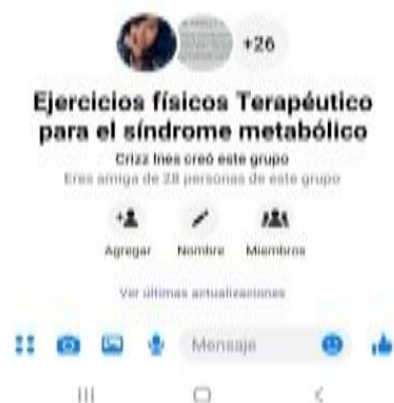 +26
Ejercicios físicos Terapéutico
para el síndrome metabólico
Crizz Ines creó este grupo
Eres amiga de 28 personas de este grupo
Agregar Nombre Miembros
Ver últimas actualizaciones
Mensaje